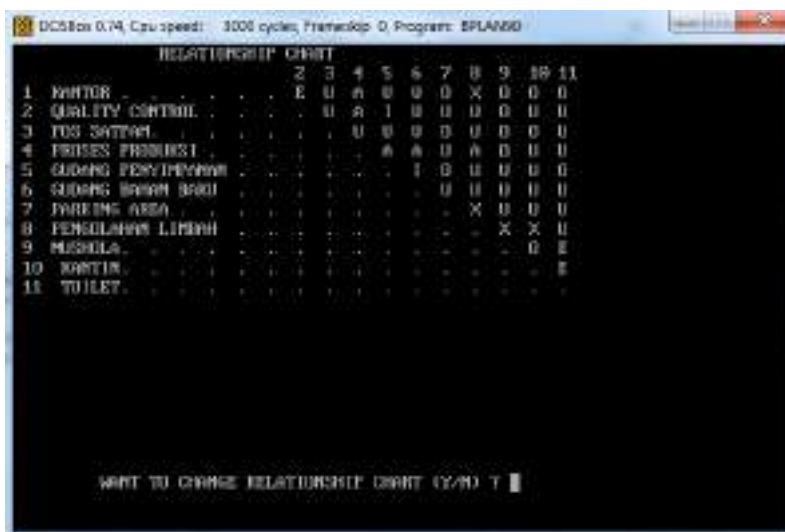 DOSBox 0.74, Cpu speed: 3000 cycles, Frameskip 0, Program: BPLAN90
RELATIONSHIP CHART
2 3 4 5 6 7 8 9 10 11
1 KANTOR . . . . . . E U A U U O X O O O
2 QUALITY CONTROL . . . . U A I U U U O U U
3 POS SATPAM. . . . . . . U U U O U O O U
4 PROSES PRODUKSI . . . . . . A A U A O U U
5 GUDANG PENYIMPANAN . . . . . . I O U U U O
6 GUDANG BAHAN BAKU . . . . . . . U U U U U
7 PARKING AREA . . . . . . . . . X U U U
8 PENGOLAHAN LIMBAH . . . . . . . . . X X U
9 MUSHOLA. . . . . . . . . . . . . O E
10 KANTIN. . . . . . . . . . . . . . E
11 TOILET. . . . . . . . . . . . . . .
WANT TO CHANGE RELATIONSHIP CHART (Y/N) ?